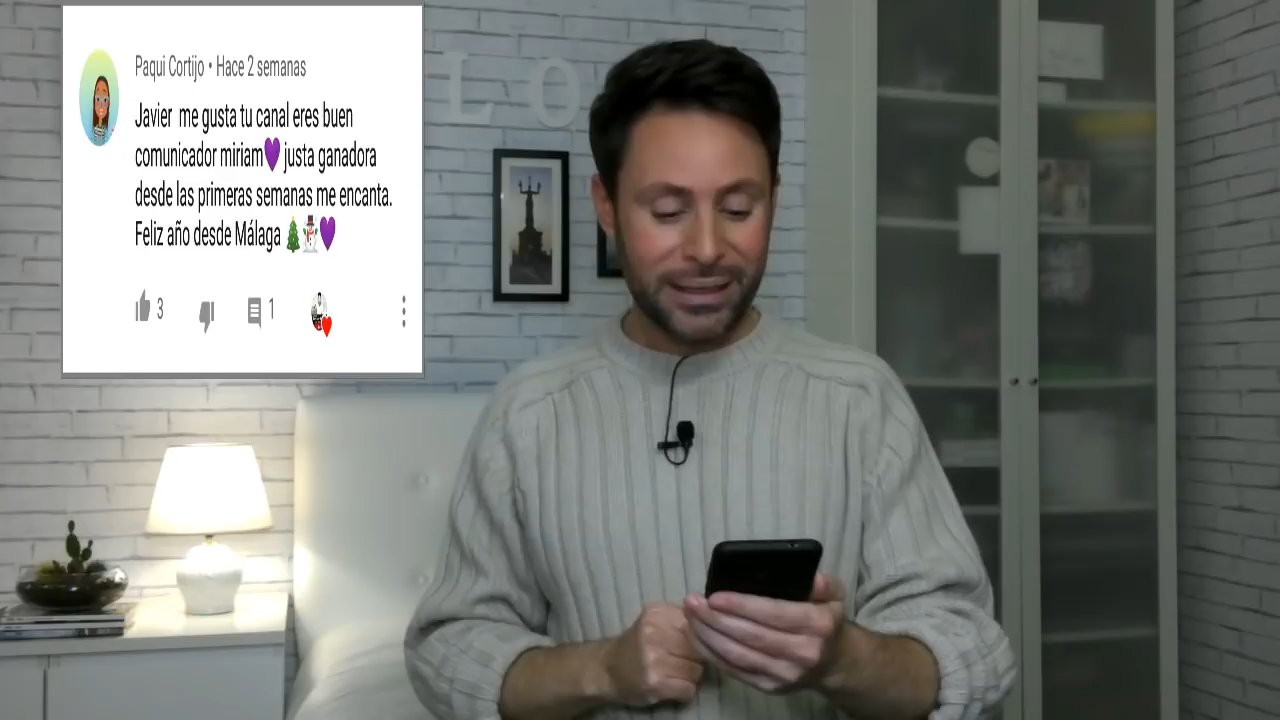 Paqui Cortijo • Hace 2 semanas
Javier me gusta tu canal eres buen
comunicador miriam💜justa ganadora
desde las primeras semanas me encanta.
Feliz año desde Málaga 🎄⛄💜
3
1
L O